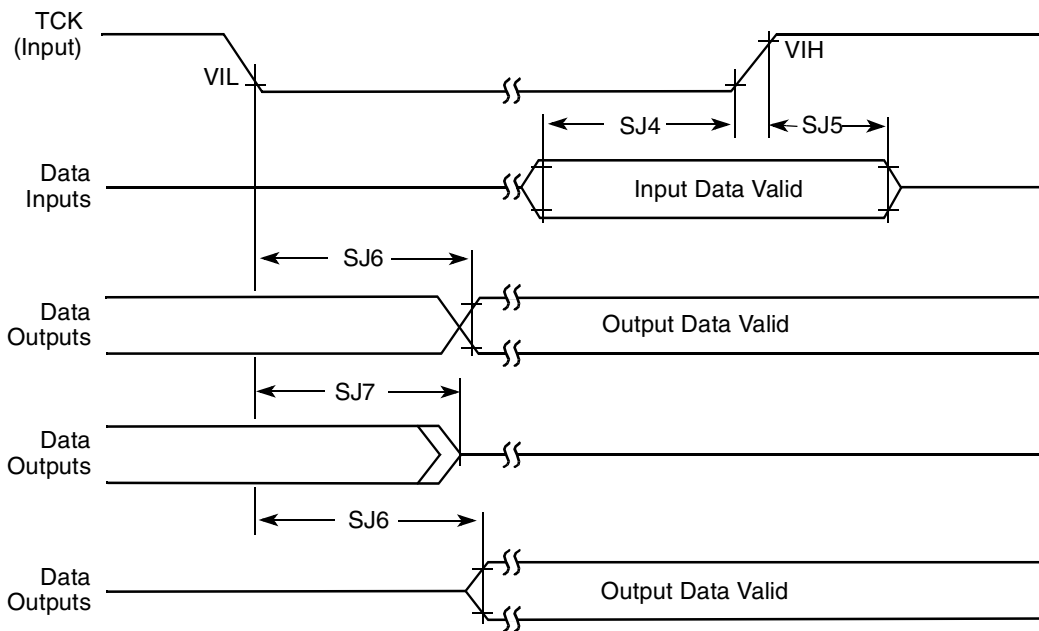 TCK
(Input)
VIL
VIH
SJ4
SJ5
Data
Inputs
Input Data Valid
SJ6
Data
Outputs
Output Data Valid
SJ7
Data
Outputs
SJ6
Data
Outputs
Output Data Valid